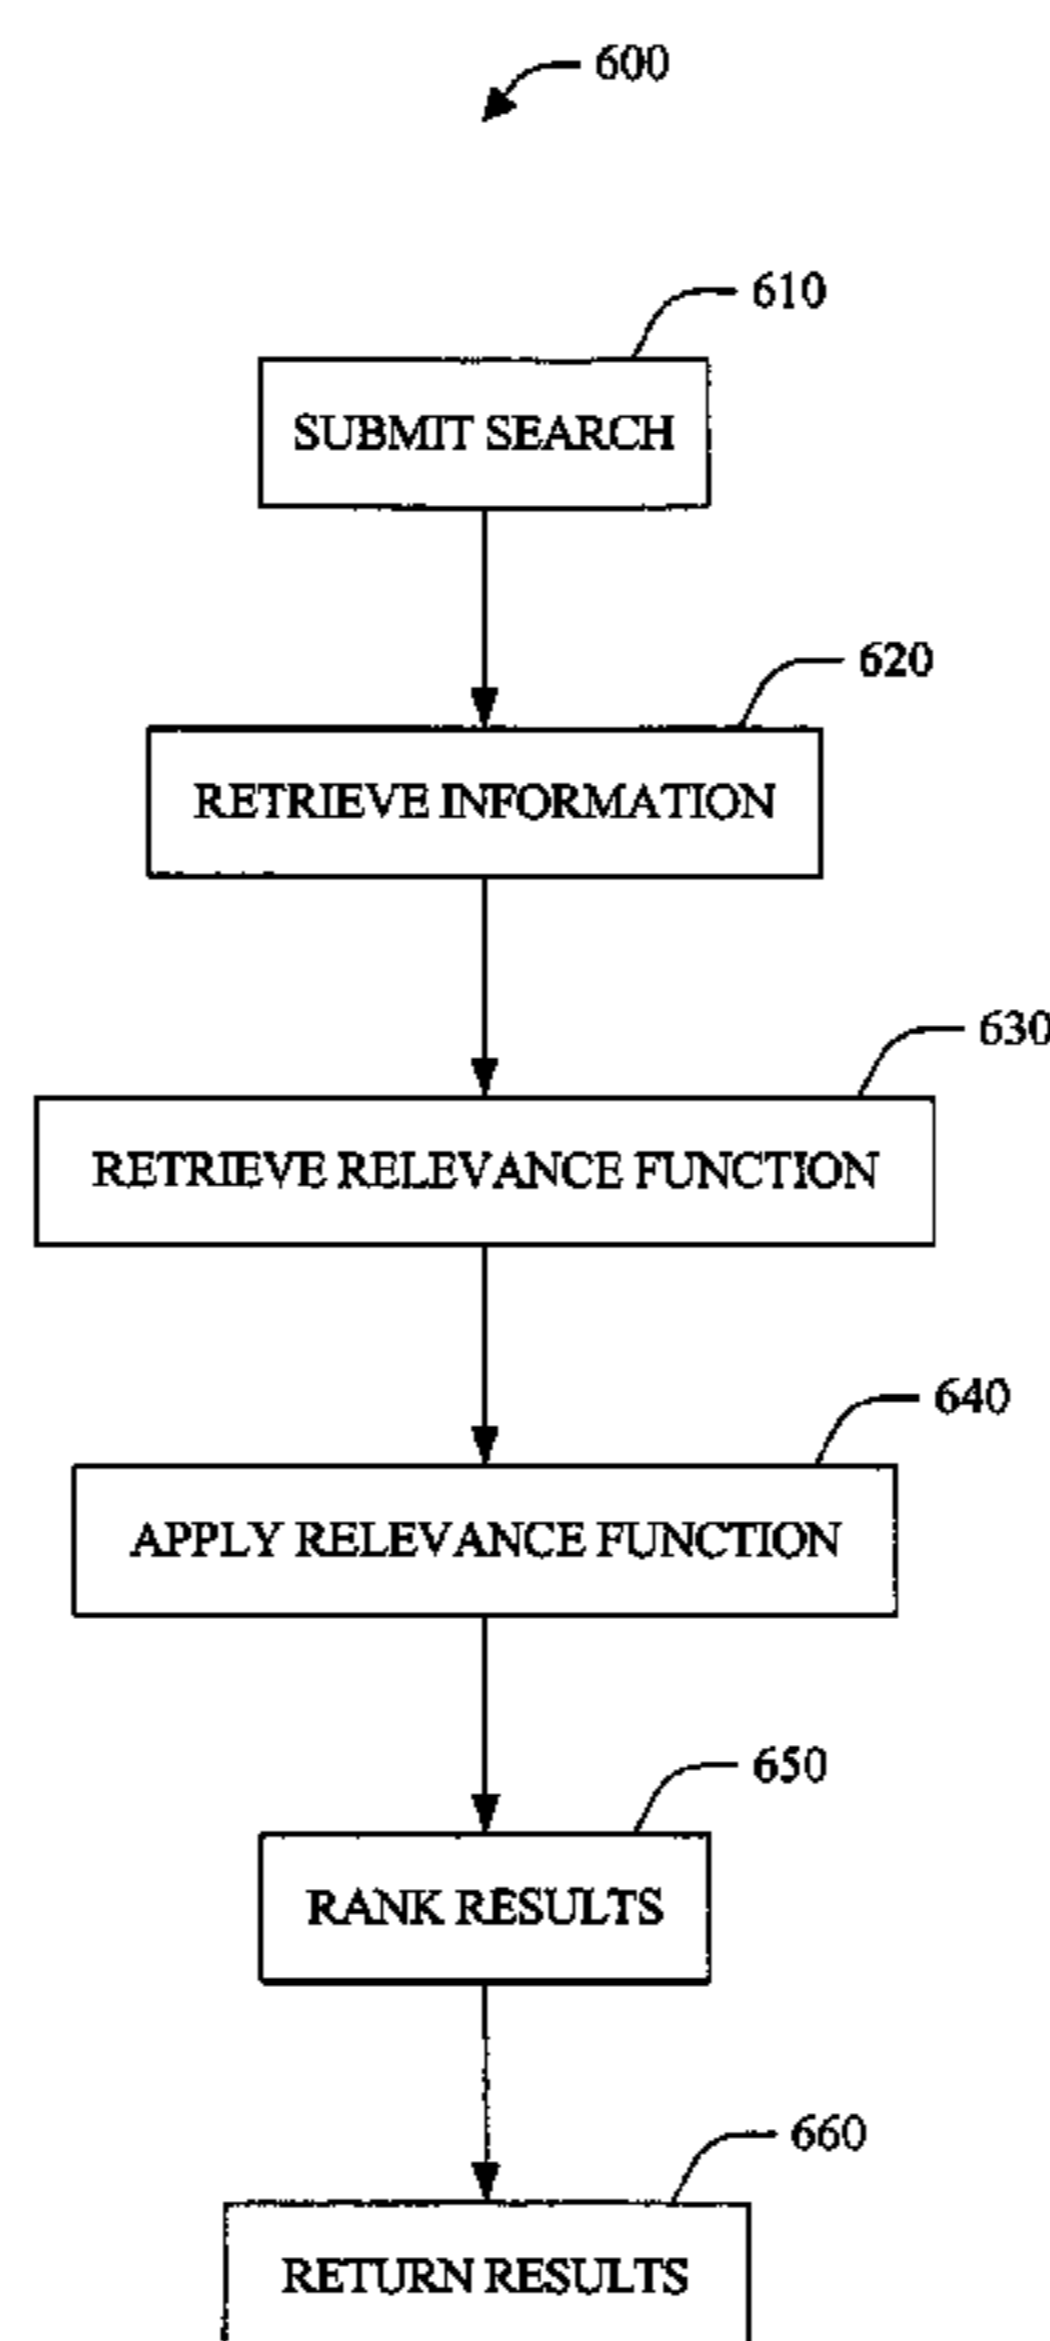 600
610
SUBMIT SEARCH
620
RETRIEVE INFORMATION
630
RETRIEVE RELEVANCE FUNCTION
640
APPLY RELEVANCE FUNCTION
650
RANK RESULTS
660
RETURN RESULTS